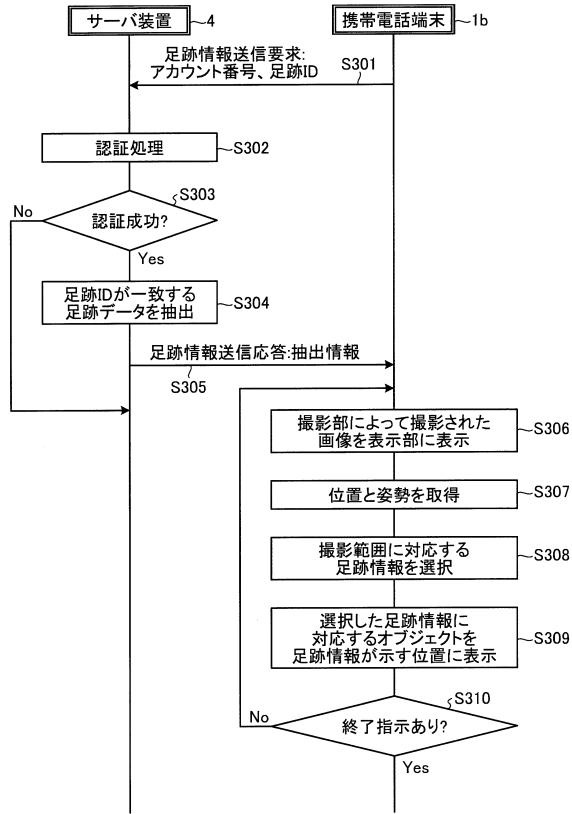 サーバ装置
4
携帯電話端末
1b
足跡情報送信要求:
アカウント番号、足跡ID
S301
認証処理
S302
S303
No
認証成功?
Yes
足跡IDが一致する
足跡データを抽出
S304
足跡情報送信応答:抽出情報
S305
撮影部によって撮影された
画像を表示部に表示
S306
位置と姿勢を取得
S307
撮影範囲に対応する
足跡情報を選択
S308
選択した足跡情報に
対応するオブジェクトを
足跡情報が示す位置に表示
S309
S310
No
終了指示あり?
Yes